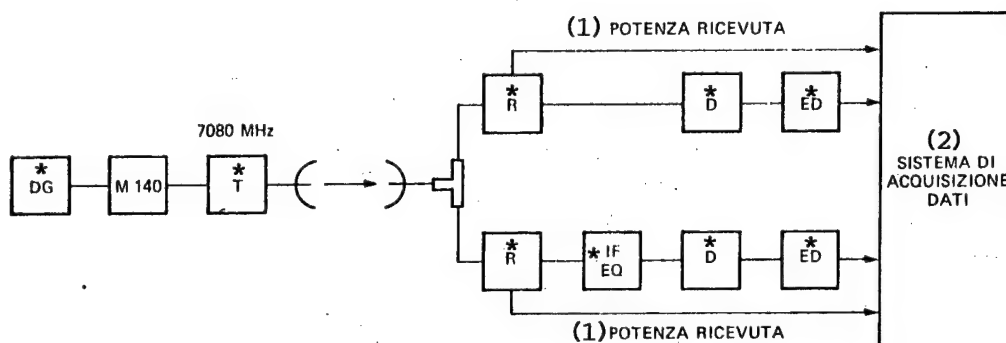 (1) POTENZA RICEVUTA
* R
* D
* ED
7080 MHz
* DG
M 140
* T
(2)
SISTEMA DI
ACQUISIZIONE
DATI
* R
* IF
EQ
* D
* ED
(1) POTENZA RICEVUTA